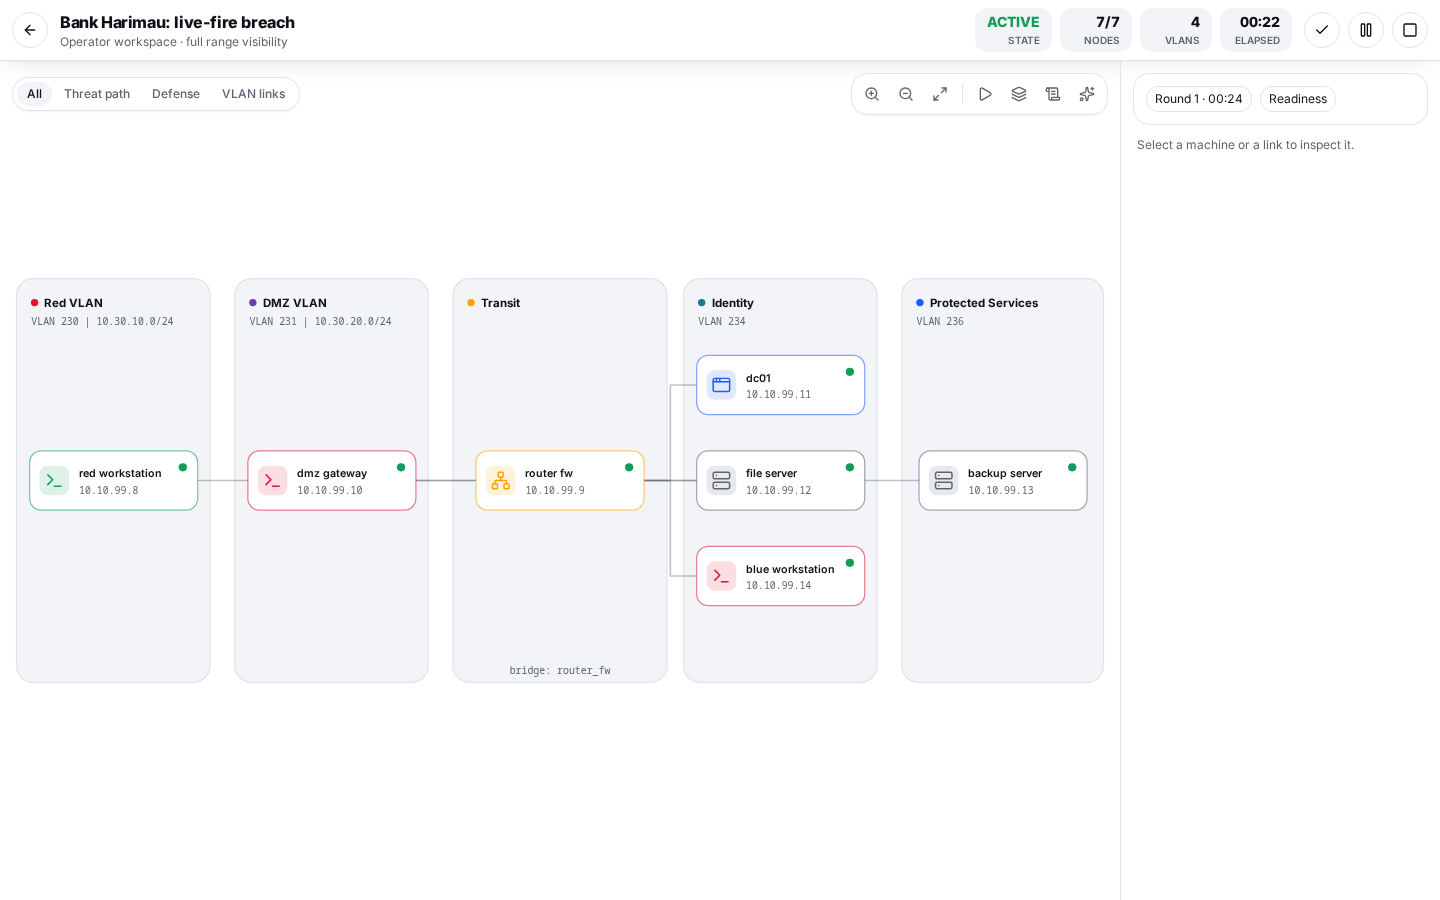 Bank Harimau: live-fire breach
Operator workspace · full range visibility
ACTIVE
STATE
7/7
NODES
4
VLANS
00:22
ELAPSED
All
Threat path
Defense
VLAN links
Round 1 · 00:24
Readiness
Select a machine or a link to inspect it.
Red VLAN
VLAN 230 | 10.30.10.0/24
red workstation
10.10.99.8
DMZ VLAN
VLAN 231 | 10.30.20.0/24
dmz gateway
10.10.99.10
Transit
router fw
10.10.99.9
bridge: router_fw
Identity
VLAN 234
dc01
10.10.99.11
file server
10.10.99.12
blue workstation
10.10.99.14
Protected Services
VLAN 236
backup server
10.10.99.13